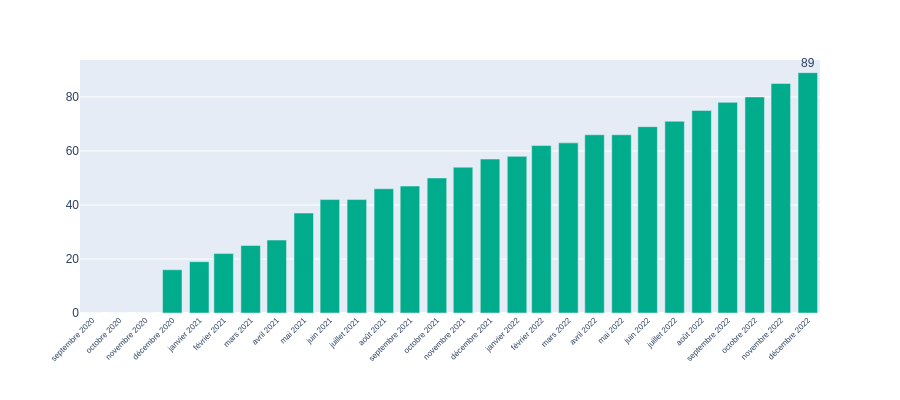 89
80
60
40
20
0
septembre 2020
octobre 2020
novembre 2020
décembre 2020
janvier 2021
février 2021
mars 2021
avril 2021
mai 2021
juin 2021
juillet 2021
août 2021
septembre 2021
octobre 2021
novembre 2021
décembre 2021
janvier 2022
février 2022
mars 2022
avril 2022
mai 2022
juin 2022
juillet 2022
août 2022
septembre 2022
octobre 2022
novembre 2022
décembre 2022